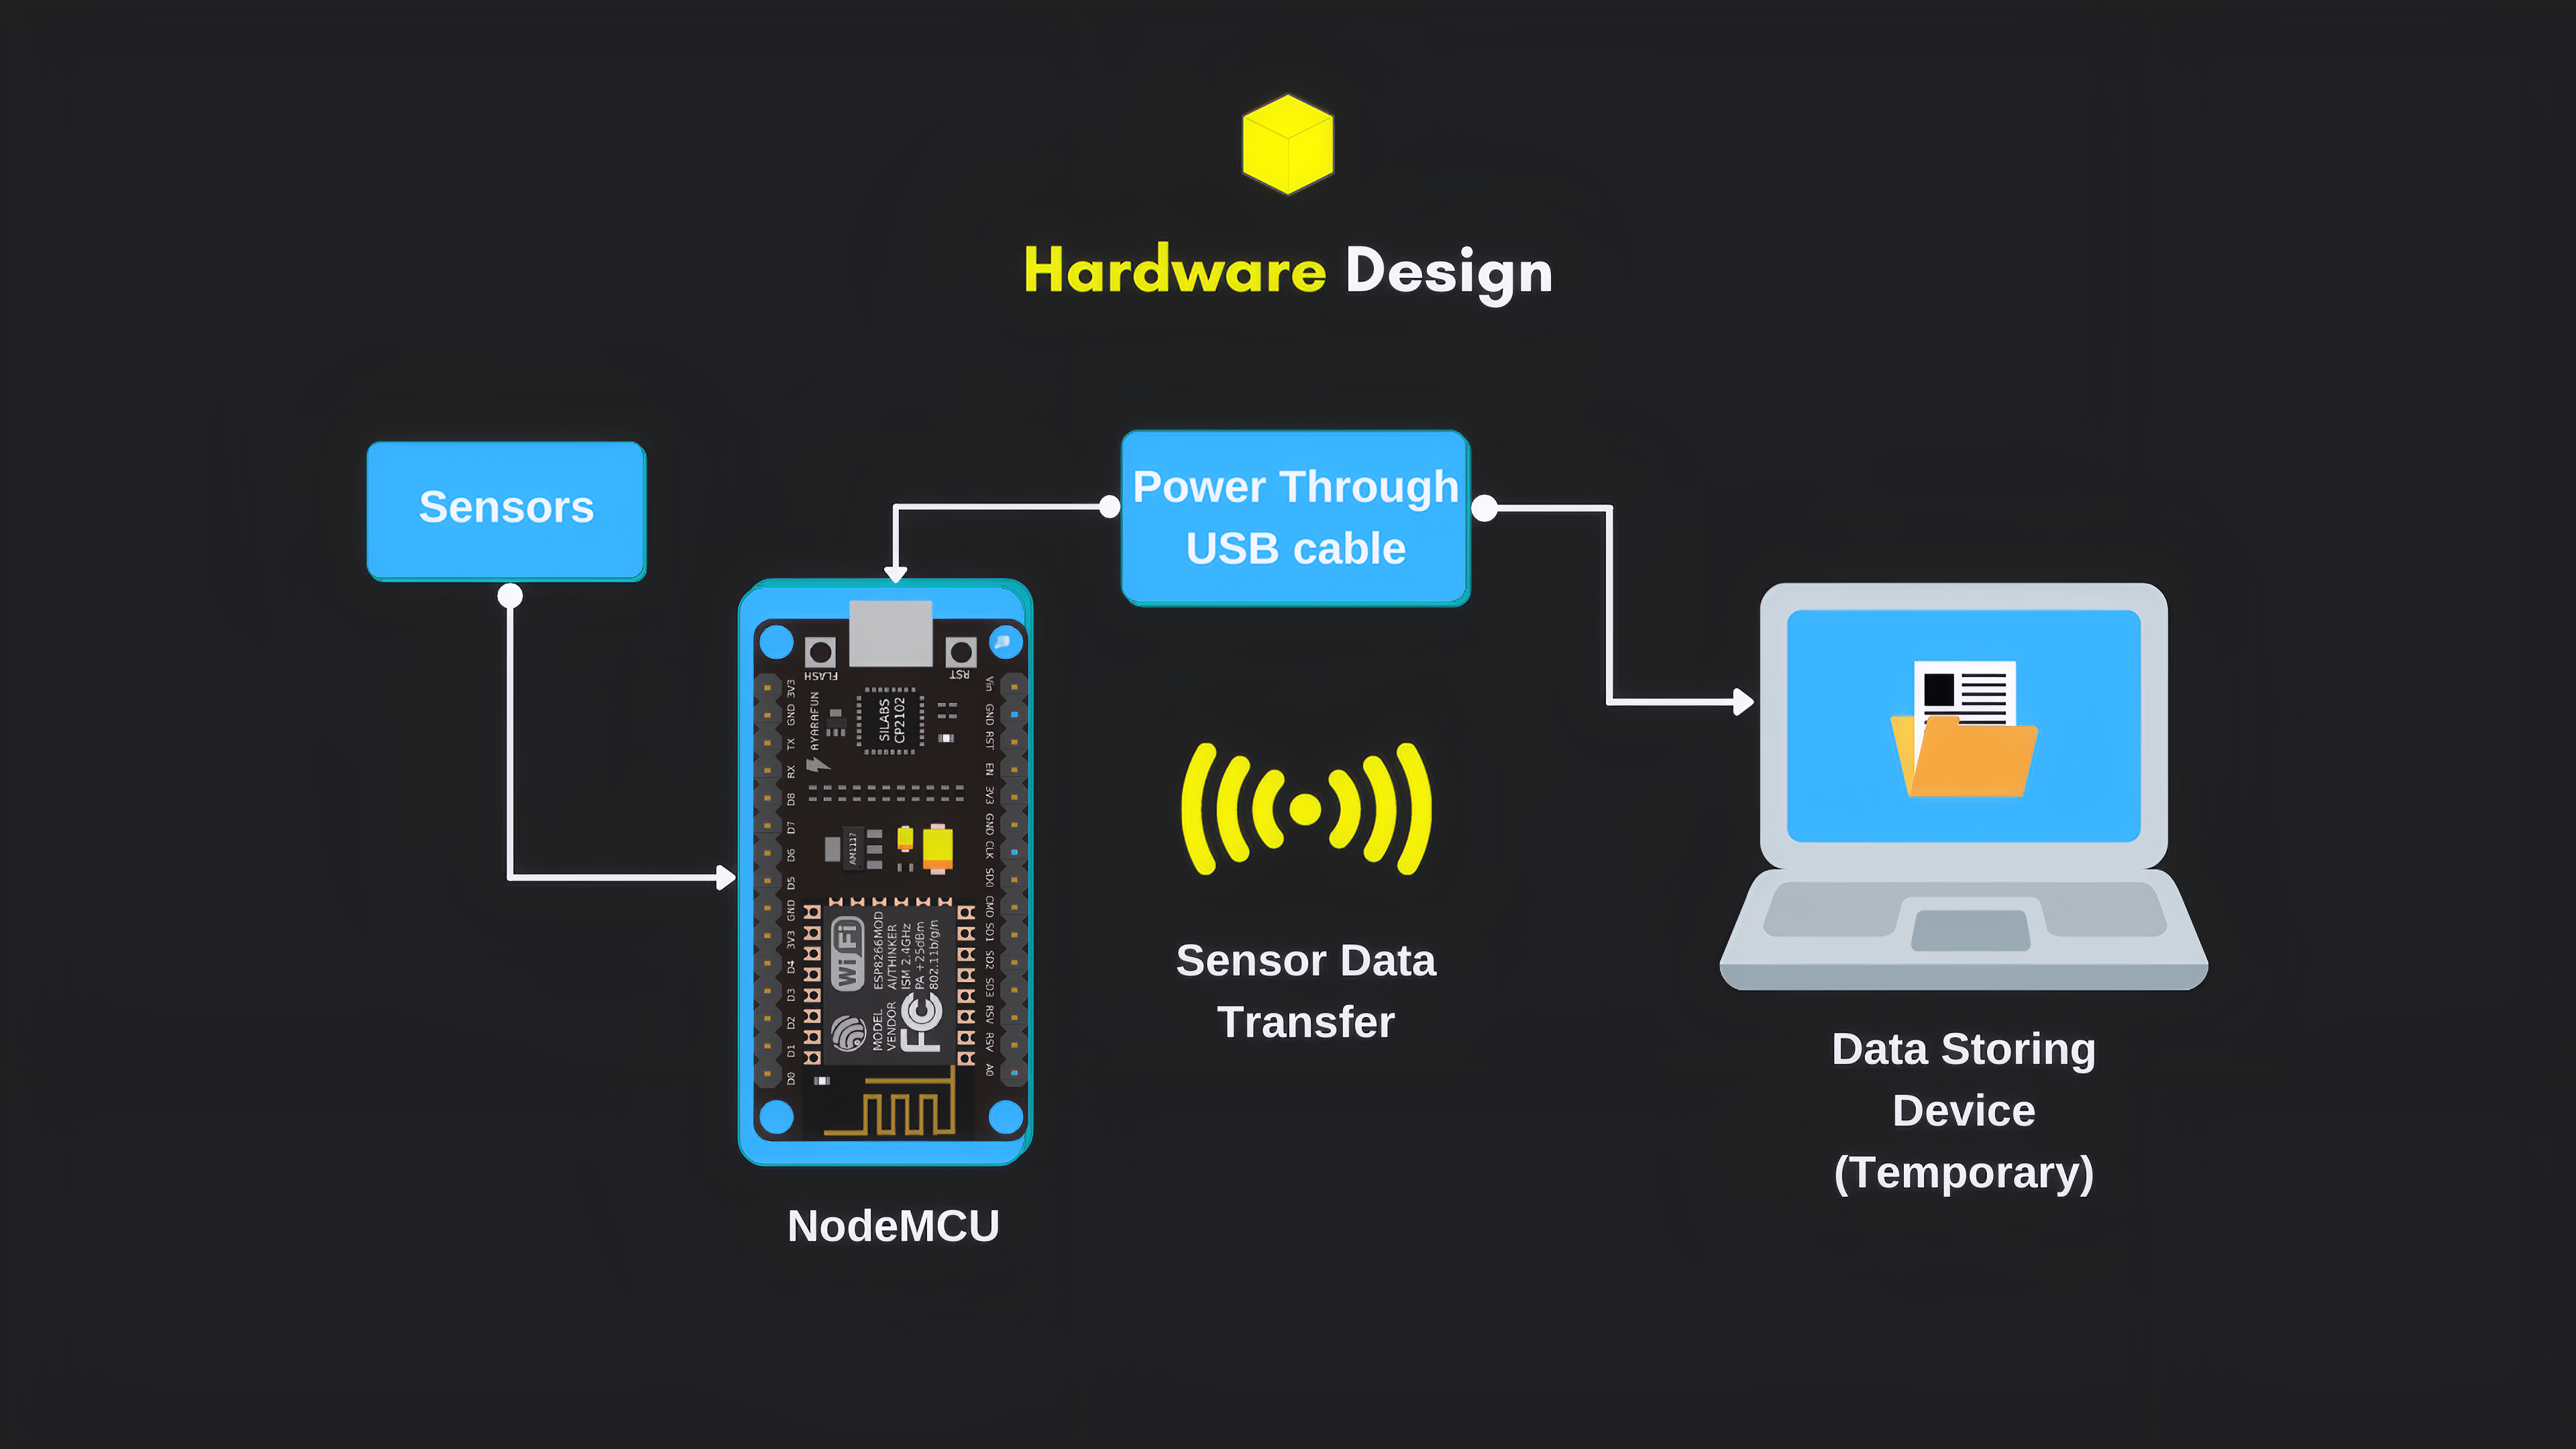 Hardware Design
Sensors
Power Through
USB cable
FLASH
RST
3V3
GND
TX
RX
D8
D7
D6
D5
GND
3V3
D4
D3
D2
D1
D0
AYARAFUN
SILABS
CP2102
AM1117
Vin
GND
RST
EN
3V3
GND
CLK
SD0
CMD
SD1
SD2
SD3
RSV
RSV
A0
WiFi
MODEL ESP8266MOD
VENDOR AI/THINKER
ISM 2.4GHz
PA +25dBm
802.11b/g/n
FC
NodeMCU
Sensor Data
Transfer
Data Storing
Device
(Temporary)